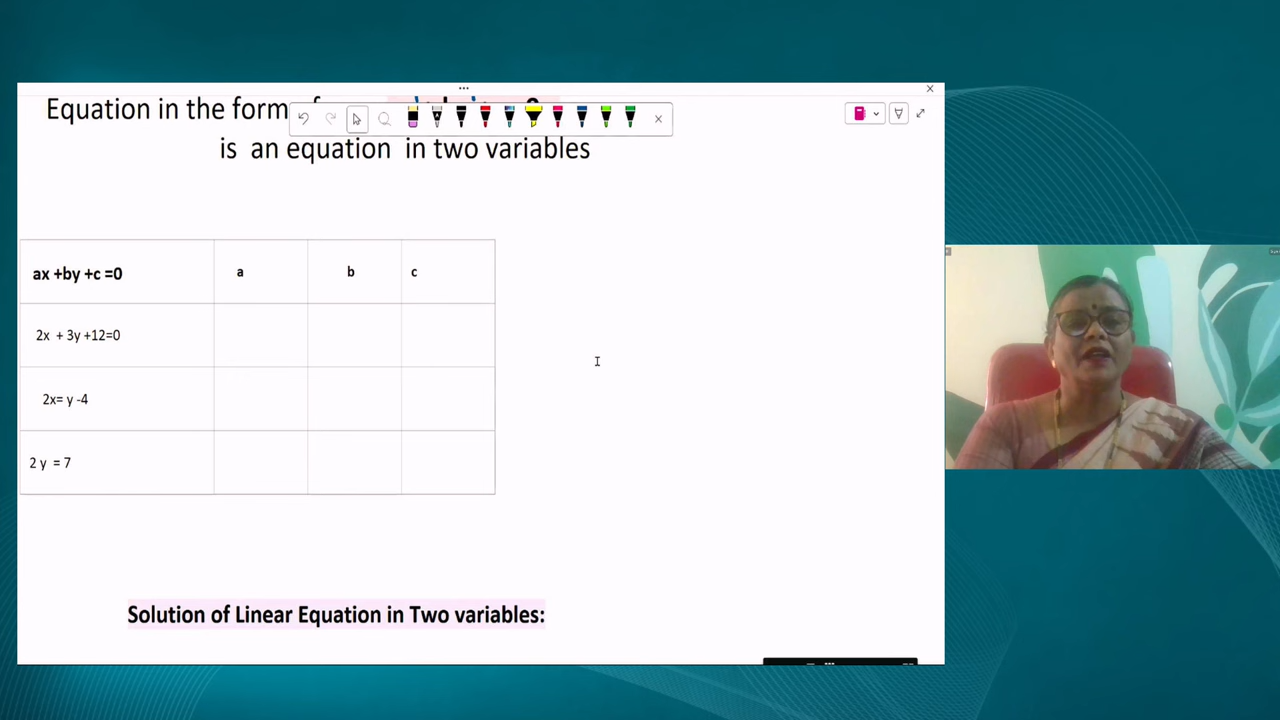 Equation in the form
is an equation in two variables
ax +by +c =0 a b c
2x + 3y +12=0
2x= y -4
2 y = 7
Solution of Linear Equation in Two variables: